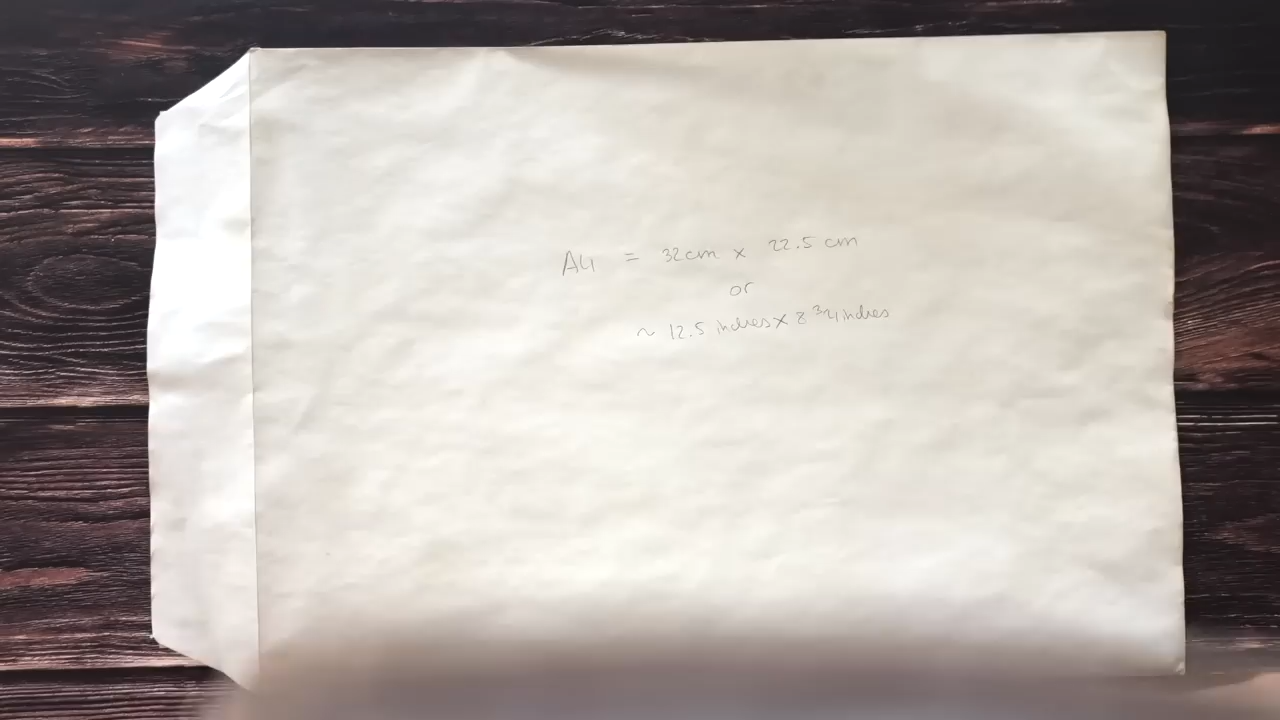 A4 = 32cm x 22.5 cm
or
~ 12.5 inches x 8 3/4 inches